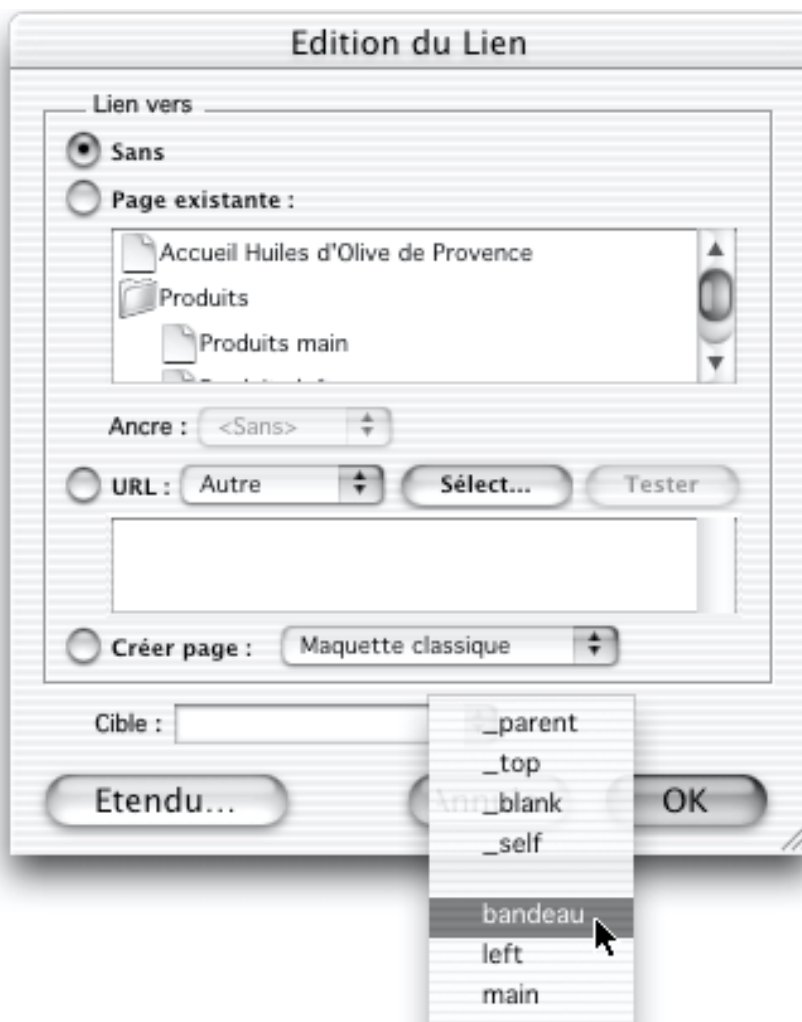 Edition du Lien
Lien vers
Sans
Page existante :
Accueil Huiles d'Olive de Provence
Produits
Produits main
Ancre : <Sans>
URL : Autre Sélect... Tester
Créer page : Maquette classique
Cible :
_parent
_top
Etendu... _blank OK
_self
bandeau
left
main